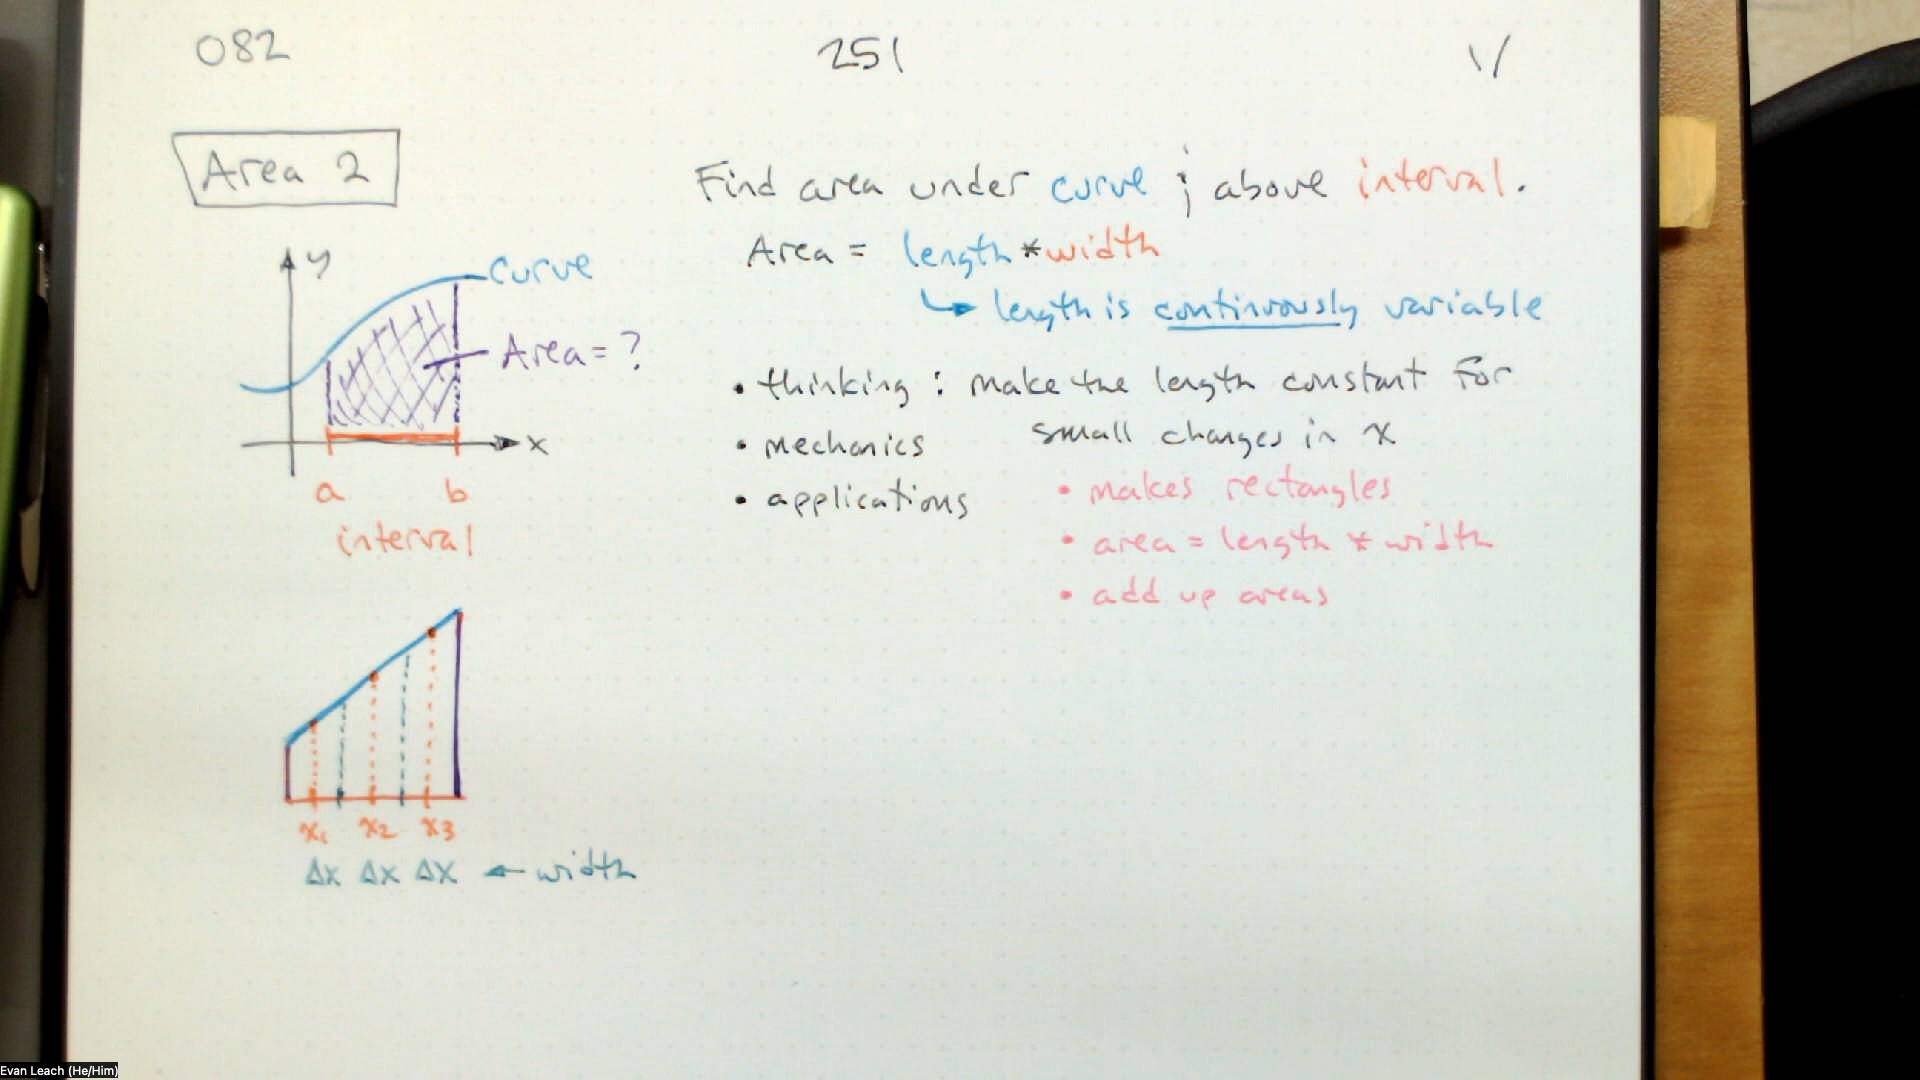 082
251
1/
Area 2
Find area under curve & above interval.
Area = length * width
↳ length is continuously variable
y
curve
Area = ?
x
a b
interval
• thinking : make the length constant for
small changes in x
• mechanics
• applications
• makes rectangles
• area = length * width
• add up areas
x1 x2 x3
Δx Δx Δx ← width
Evan Leach (He/Him)